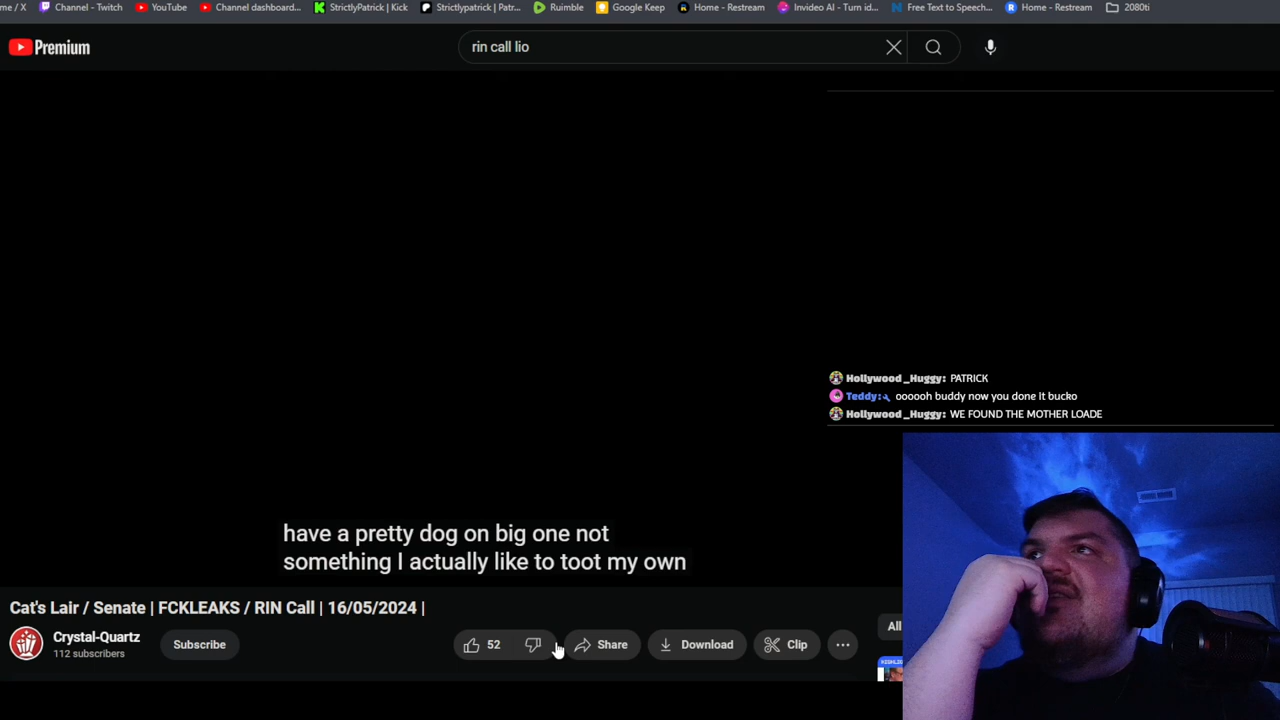 me / X Channel - Twitch YouTube Channel dashboard... StrictlyPatrick | Kick Strictlypatrick | Patr... Rumble Google Keep Home - Restream Invideo AI - Turn id... Free Text to Speech... Home - Restream 2080ti
Premium
rin call lio
Hollywood_Huggy: PATRICK
Teddy: oooooh buddy now you done it bucko
Hollywood_Huggy: WE FOUND THE MOTHER LOADE
have a pretty dog on big one not
something I actually like to toot my own
Cat's Lair / Senate | FCKLEAKS / RIN Call | 16/05/2024 |
All
Crystal-Quartz
112 subscribers
Subscribe
52
Share
Download
Clip